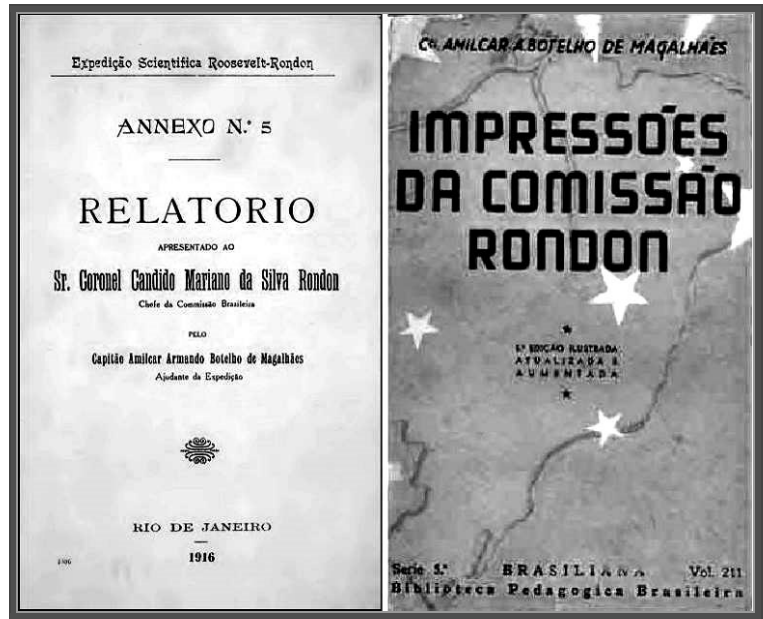 Expedição Scientifica Roosevelt-Rondon
ANNEXO N.º 5
RELATORIO
APRESENTADO AO
Sr. Coronel Candido Mariano da Silva Rondon
Chefe da Commissão Brasileira
PELO
Capitão Amilcar Armando Botelho de Magalhães
Ajudante da Expedição
RIO DE JANEIRO
1916
Cel. AMILCAR A. BOTELHO DE MAGALHÃES
IMPRESSÕES
DA COMISSÃO
RONDON
5ª EDIÇÃO ILUSTRADA
ATUALIZADA E
AUMENTADA
Serie 5.ª BRASILIANA Vol. 211
Biblioteca Pedagogica Brasileira